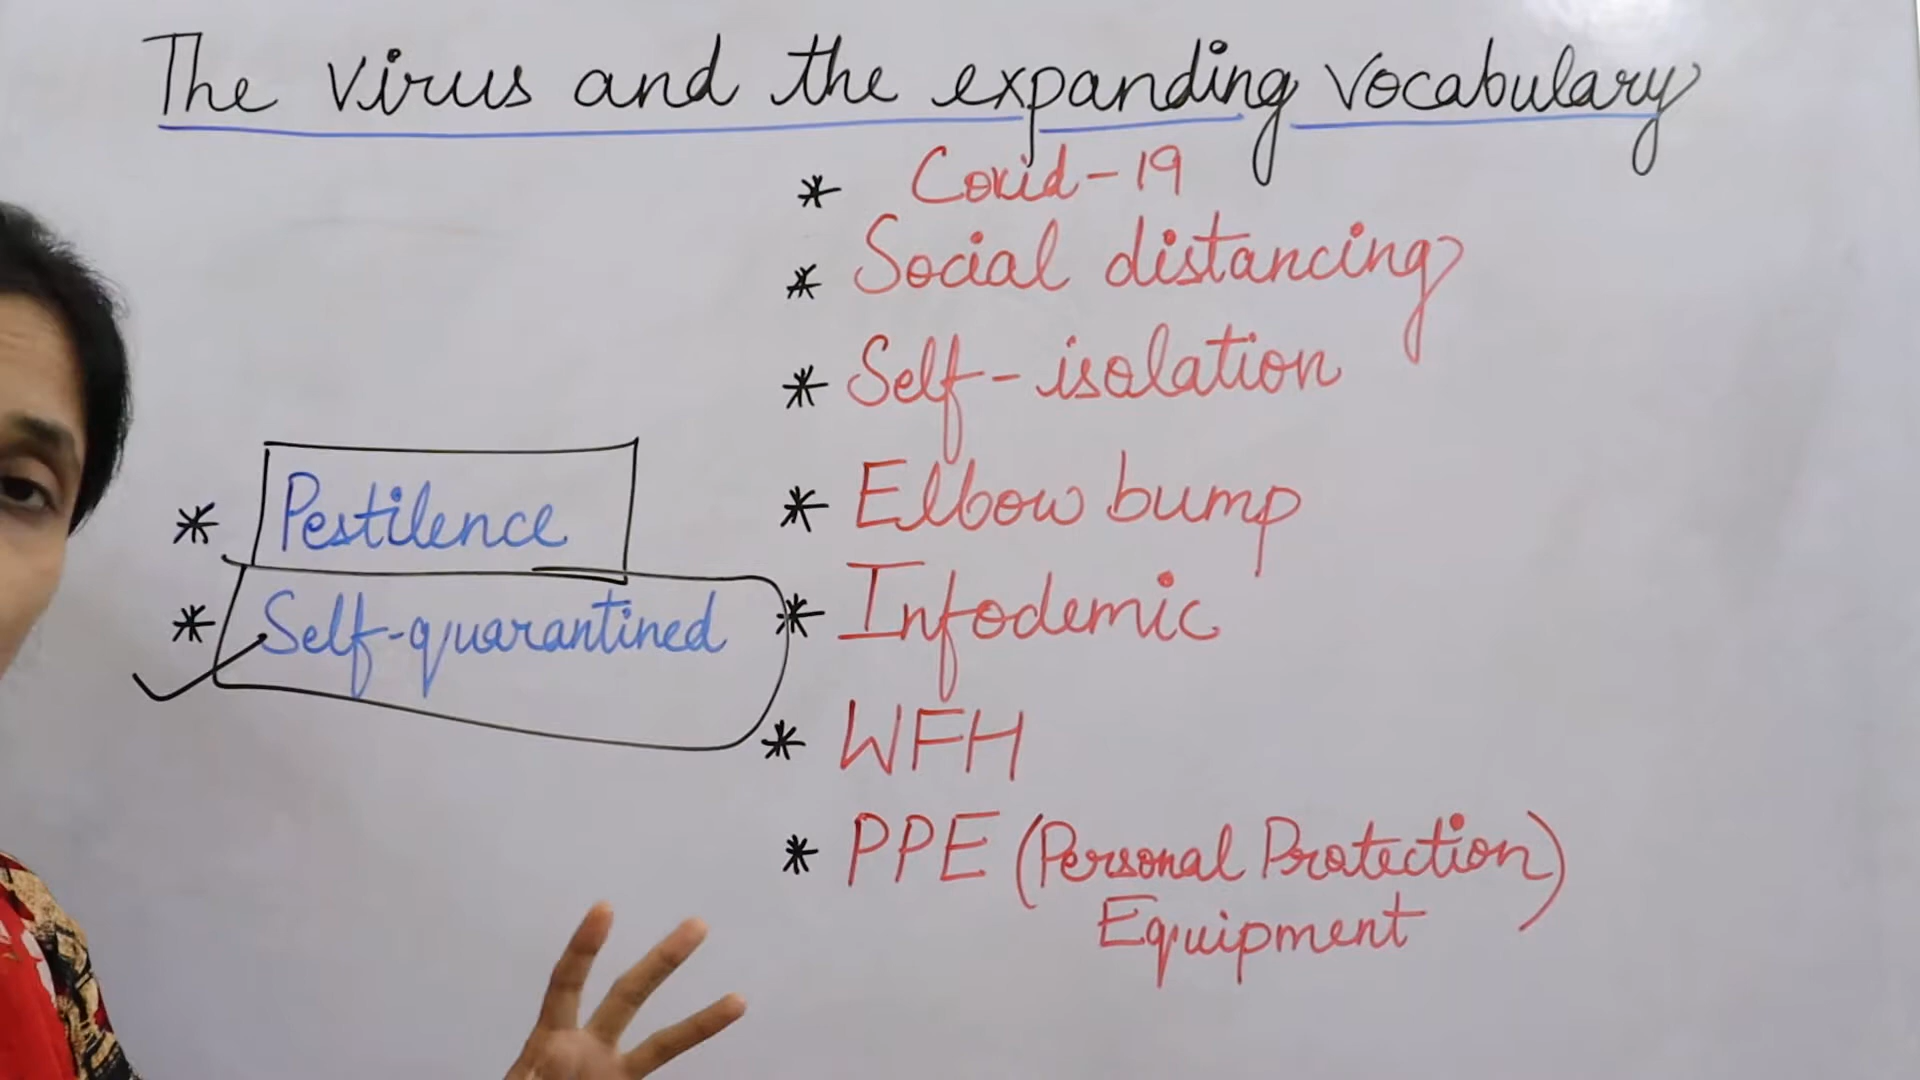 The virus and the expanding vocabulary
* Covid-19
* Social distancing
* Self-isolation
* Elbow bump
* Infodemic
* WFH
* PPE (Personal Protection)
Equipment
* Pestilence
* Self-quarantined